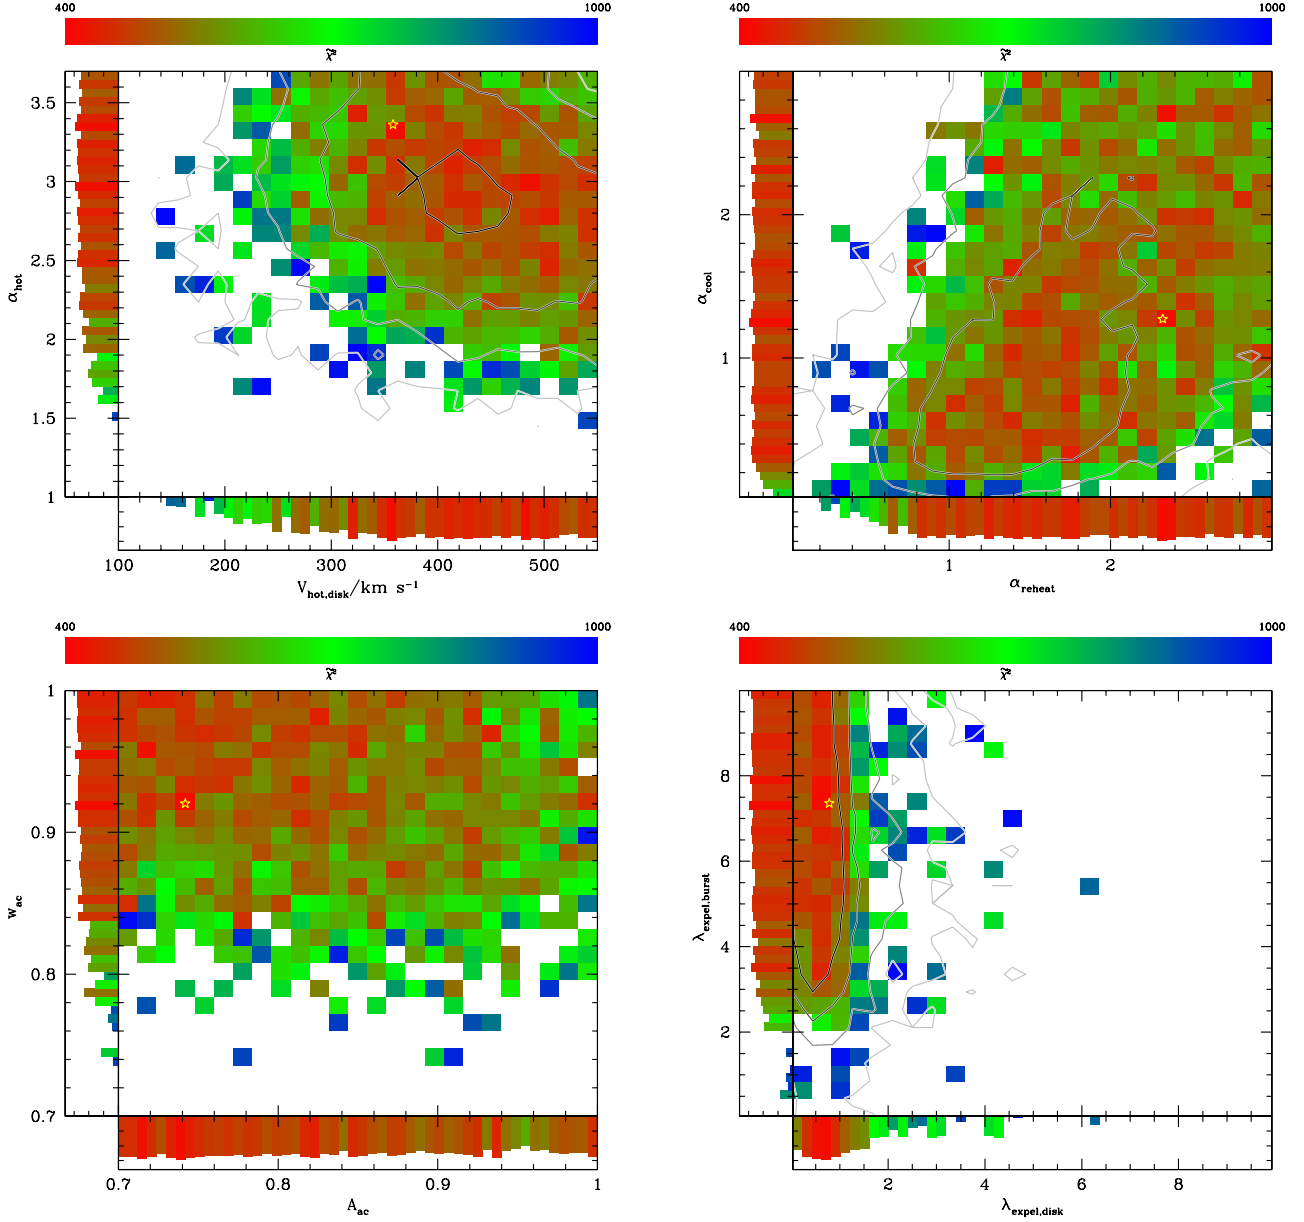 400 1000 400 1000
χ̃² χ̃²
3.5
3
2.5
2
1.5
1
α_hot
2
1
α_cool
100 200 300 400 500
V_hot,disk/km s⁻¹
1 2
α_reheat
400 1000 400 1000
χ̃² χ̃²
1
0.9
0.8
0.7
w_ac
8
6
4
2
λ_expel,burst
0.7 0.8 0.9 1
A_ac
2 4 6 8
λ_expel,disk